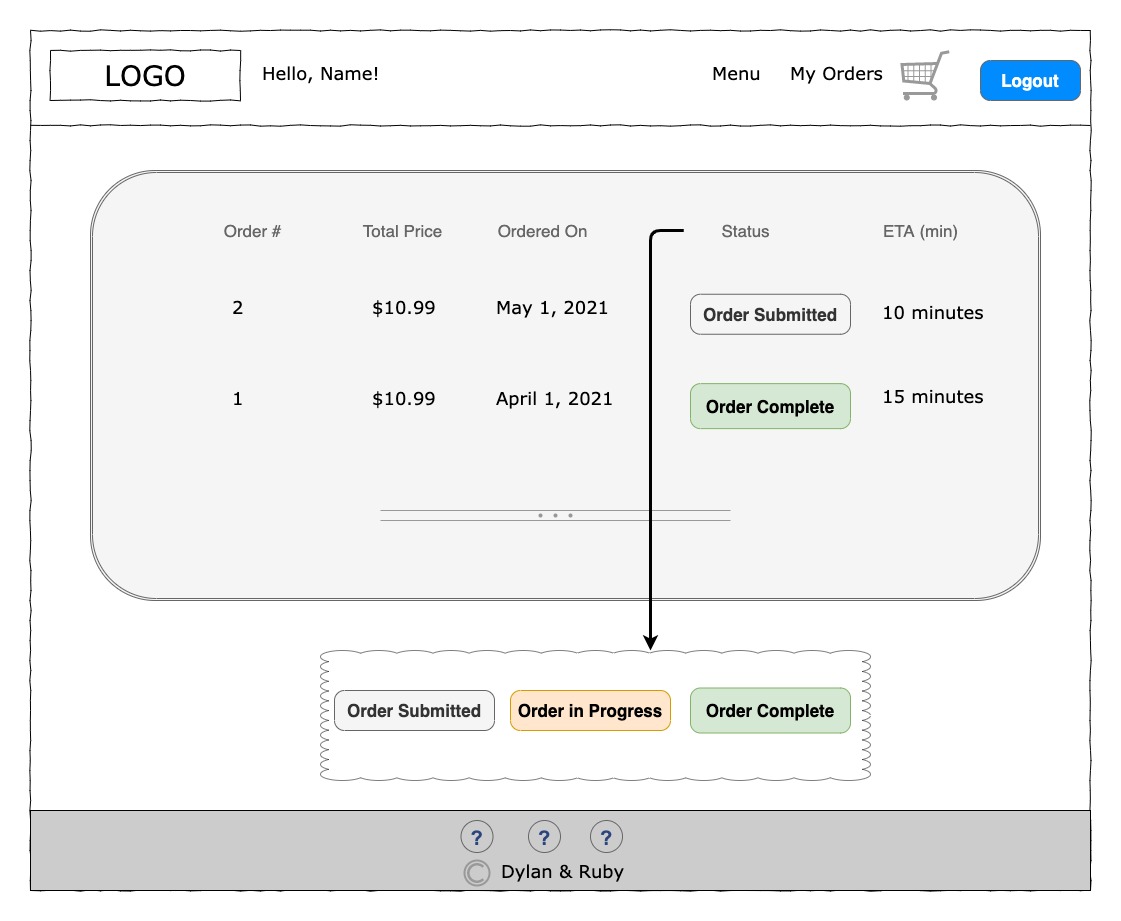 LOGO Hello, Name! Menu My Orders Logout
Order # Total Price Ordered On Status ETA (min)
2 $10.99 May 1, 2021 Order Submitted 10 minutes
1 $10.99 April 1, 2021 Order Complete 15 minutes
Order Submitted Order in Progress Order Complete
? ? ?
© Dylan & Ruby